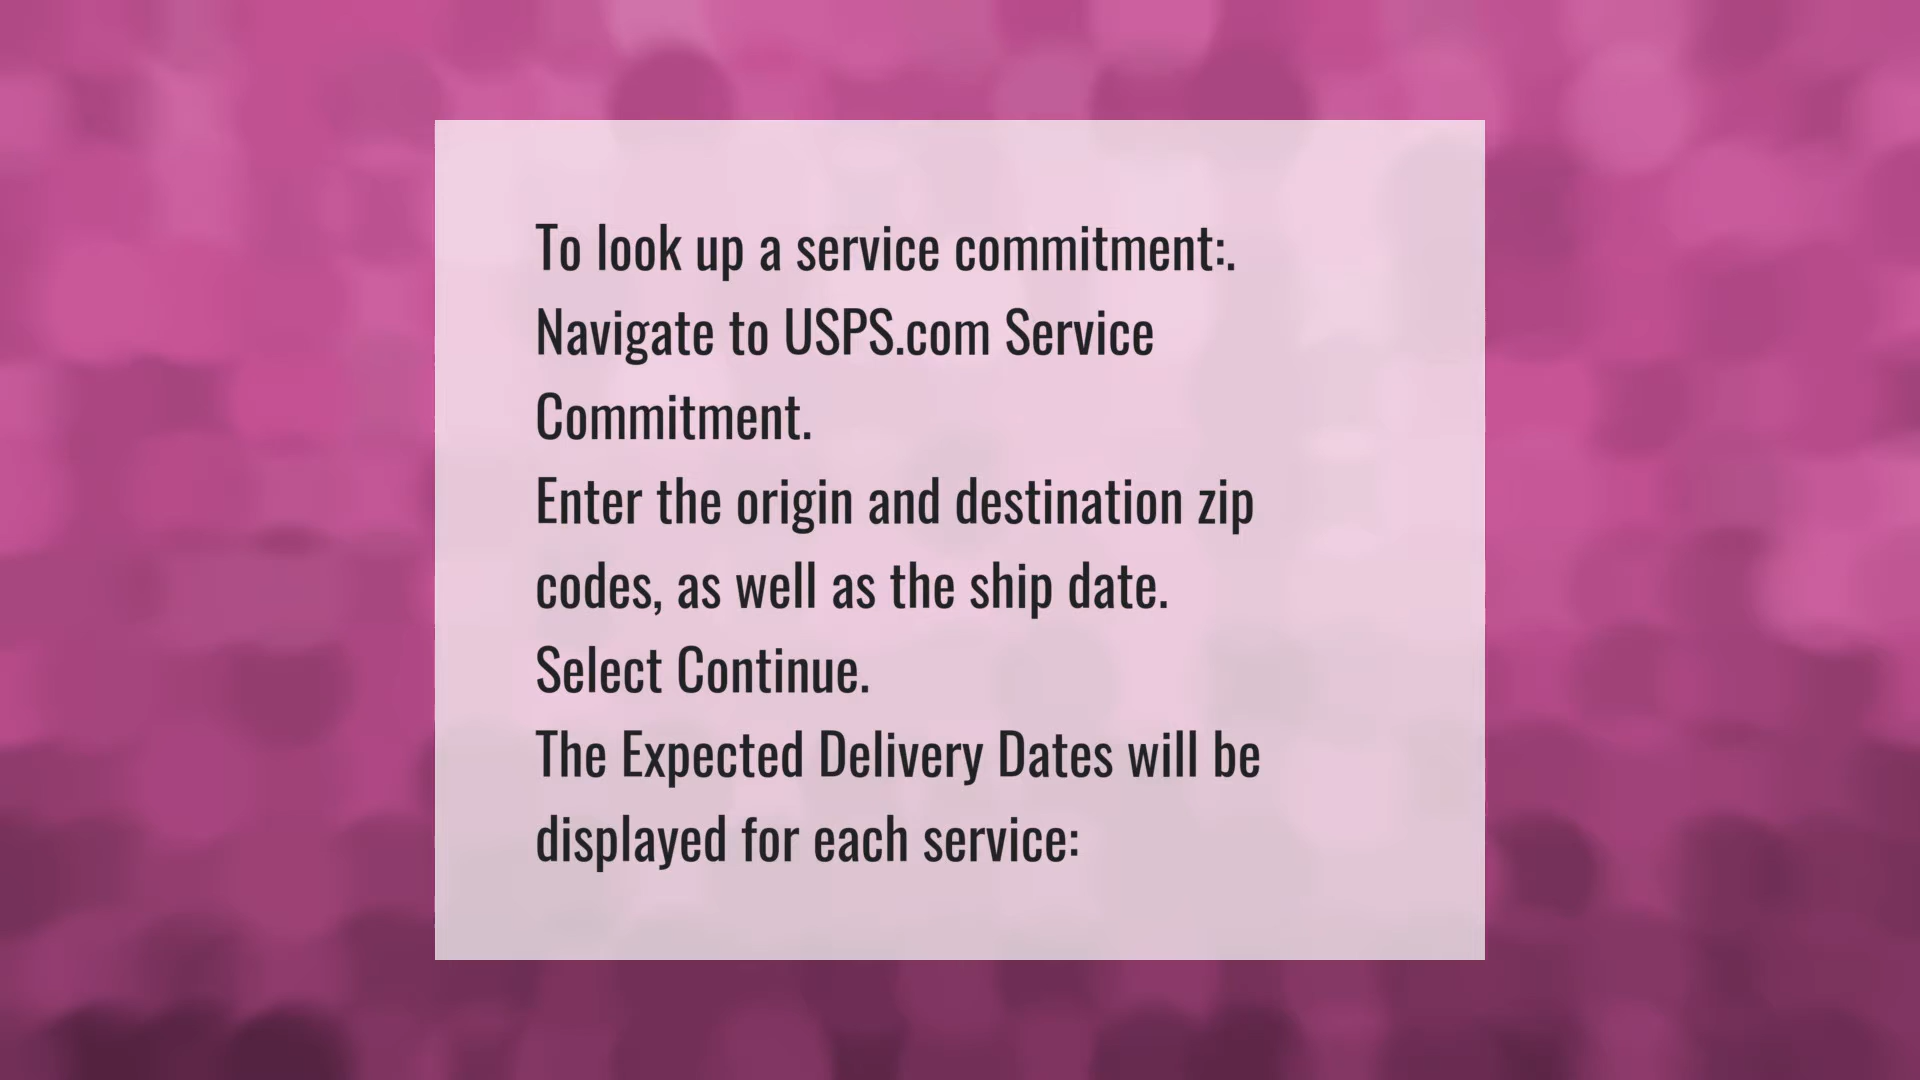 To look up a service commitment:.
Navigate to USPS.com Service
Commitment.
Enter the origin and destination zip
codes, as well as the ship date.
Select Continue.
The Expected Delivery Dates will be
displayed for each service: